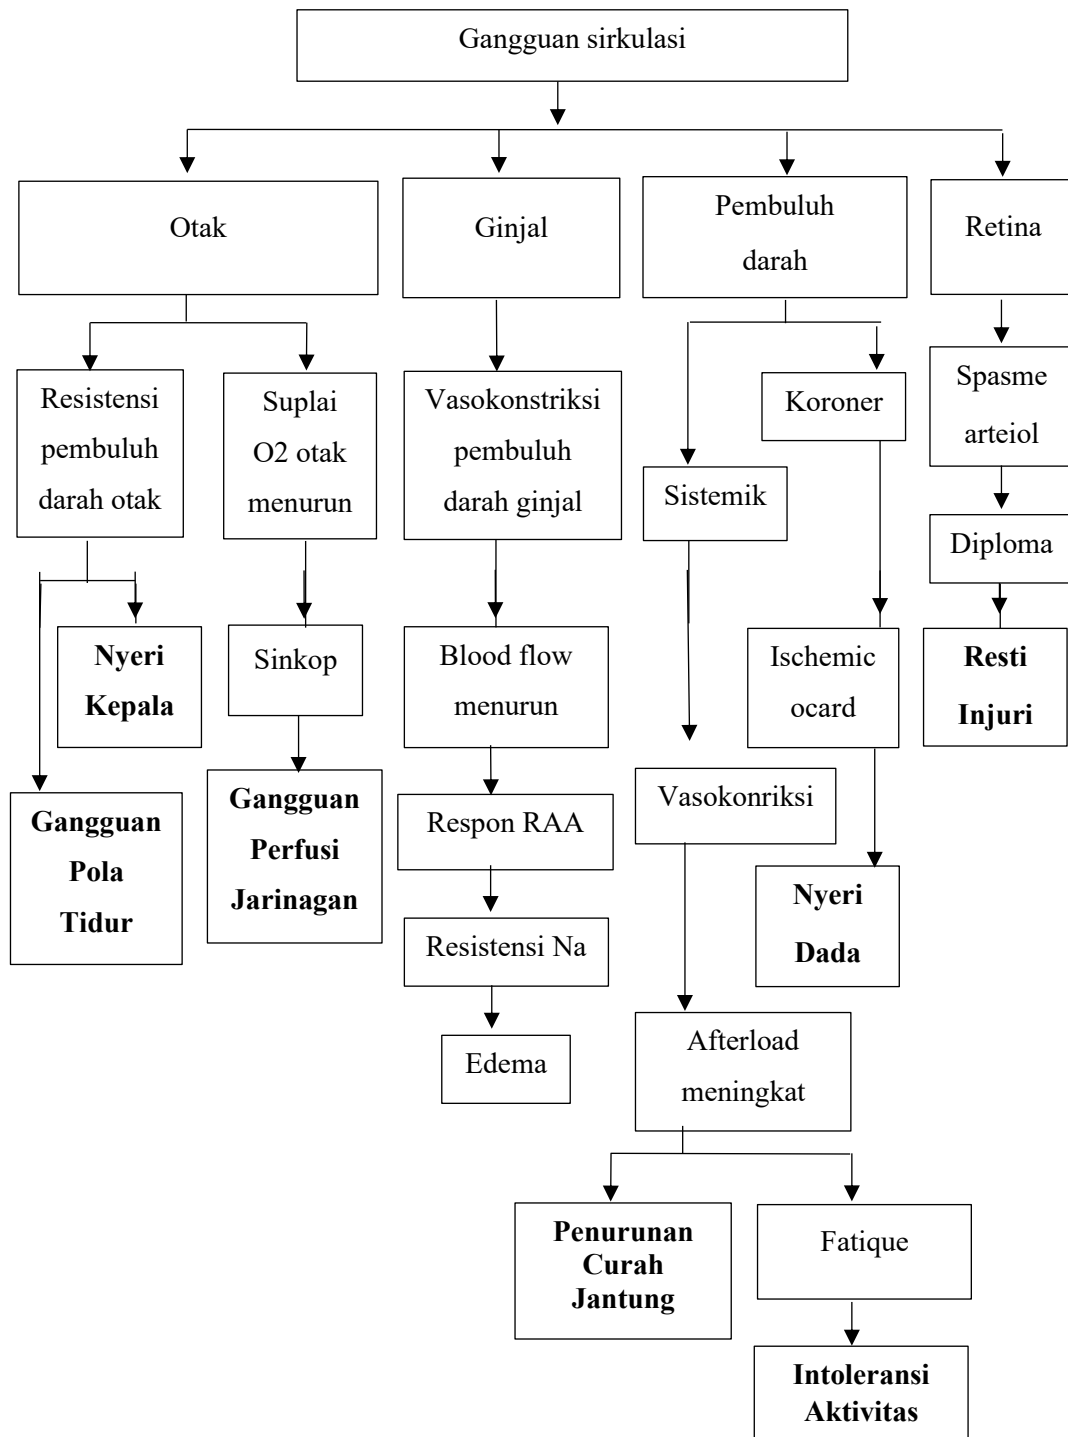 Gangguan sirkulasi
Otak
Ginjal
Pembuluh
darah
Retina
Resistensi
pembuluh
darah otak
Suplai
O2 otak
menurun
Vasokonstriksi
pembuluh
darah ginjal
Sistemik
Koroner
Spasme
arteiol
Diploma
Nyeri
Kepala
Sinkop
Blood flow
menurun
Ischemic
ocard
Resti
Injuri
Gangguan
Pola
Tidur
Gangguan
Perfusi
Jarinagan
Respon RAA
Vasokonriksi
Nyeri
Dada
Resistensi Na
Edema
Afterload
meningkat
Penurunan
Curah
Jantung
Fatique
Intoleransi
Aktivitas